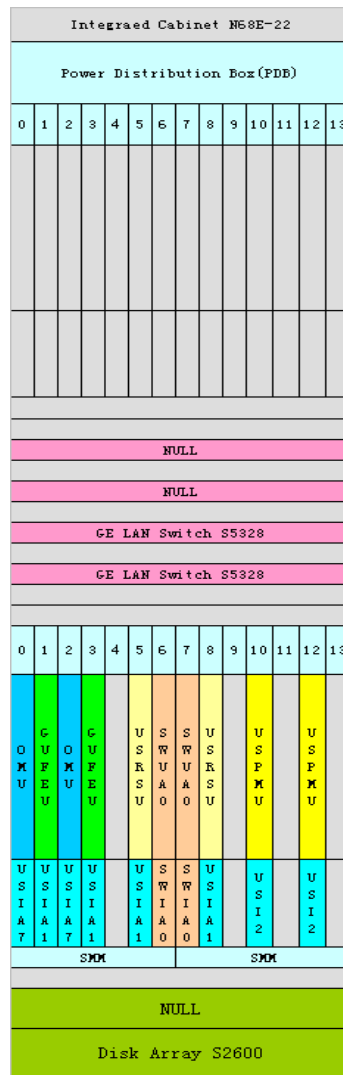 Integraed Cabinet N68E-22
Power Distribution Box(PDB)
0 1 2 3 4 5 6 7 8 9 10 11 12 13
NULL
NULL
GE LAN Switch S5328
GE LAN Switch S5328
0 1 2 3 4 5 6 7 8 9 10 11 12 13
OMU GUFEU OMU GUFEU USRSU SWUA0 SWUA0 USRSU USPMU USPMU
USIA7 USIA1 USIA7 USIA1 USIA1 SWIA0 SWIA0 USIA1 USI2 USI2
SMM SMM
NULL
Disk Array S2600